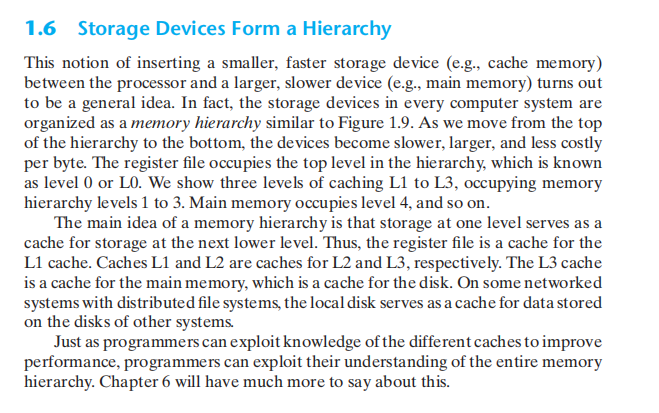 1.6 Storage Devices Form a Hierarchy
This notion of inserting a smaller, faster storage device (e.g., cache memory)
between the processor and a larger, slower device (e.g., main memory) turns out
to be a general idea. In fact, the storage devices in every computer system are
organized as a memory hierarchy similar to Figure 1.9. As we move from the top
of the hierarchy to the bottom, the devices become slower, larger, and less costly
per byte. The register file occupies the top level in the hierarchy, which is known
as level 0 or L0. We show three levels of caching L1 to L3, occupying memory
hierarchy levels 1 to 3. Main memory occupies level 4, and so on.
The main idea of a memory hierarchy is that storage at one level serves as a
cache for storage at the next lower level. Thus, the register file is a cache for the
L1 cache. Caches L1 and L2 are caches for L2 and L3, respectively. The L3 cache
is a cache for the main memory, which is a cache for the disk. On some networked
systems with distributed file systems, the local disk serves as a cache for data stored
on the disks of other systems.
Just as programmers can exploit knowledge of the different caches to improve
performance, programmers can exploit their understanding of the entire memory
hierarchy. Chapter 6 will have much more to say about this.